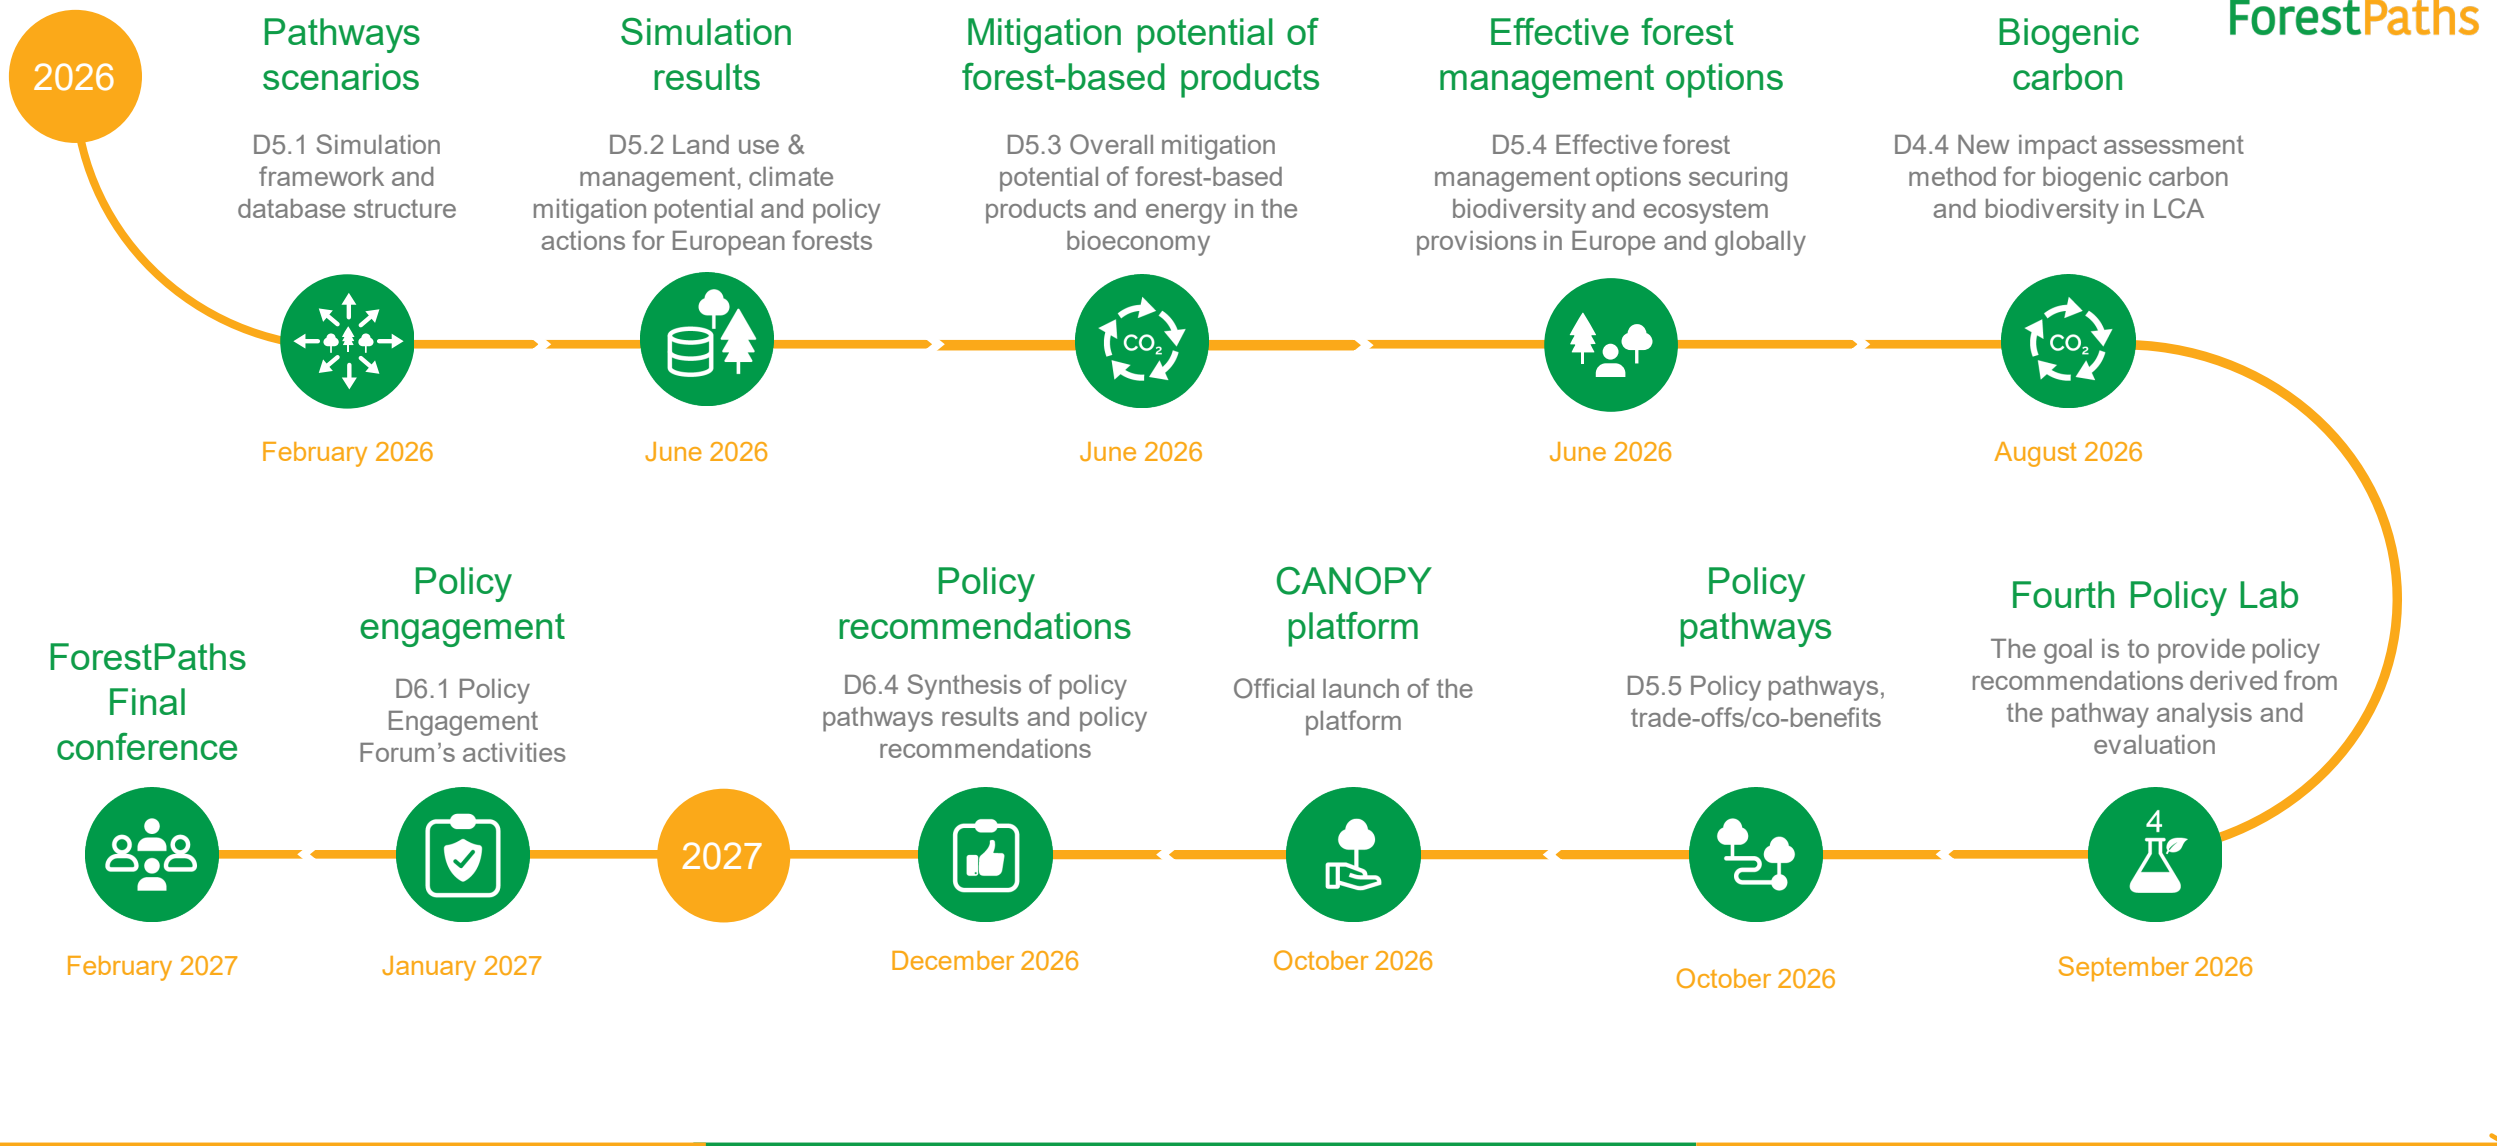 ForestPaths
2026
Pathways
scenarios
D5.1 Simulation
framework and
database structure
February 2026
Simulation
results
D5.2 Land use &
management, climate
mitigation potential and policy
actions for European forests
June 2026
Mitigation potential of
forest-based products
D5.3 Overall mitigation
potential of forest-based
products and energy in the
bioeconomy
CO₂
June 2026
Effective forest
management options
D5.4 Effective forest
management options securing
biodiversity and ecosystem
provisions in Europe and globally
June 2026
Biogenic
carbon
D4.4 New impact assessment
method for biogenic carbon
and biodiversity in LCA
CO₂
August 2026
Fourth Policy Lab
The goal is to provide policy
recommendations derived from
the pathway analysis and
evaluation
4
September 2026
Policy
pathways
D5.5 Policy pathways,
trade-offs/co-benefits
October 2026
CANOPY
platform
Official launch of the
platform
October 2026
Policy
recommendations
D6.4 Synthesis of policy
pathways results and policy
recommendations
December 2026
2027
Policy
engagement
D6.1 Policy
Engagement
Forum’s activities
January 2027
ForestPaths
Final
conference
February 2027